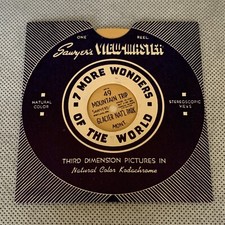 ONE REEL
Sawyer's VIEW-MASTER
7 MORE WONDERS
49
MOUNTAIN TRIP
GLACIER NAT'L PARK
MONT.
OF THE WORLD
NATURAL
COLOR
STEREOSCOPIC
VIEWS
THIRD DIMENSION PICTURES IN
Natural Color Kodachrome